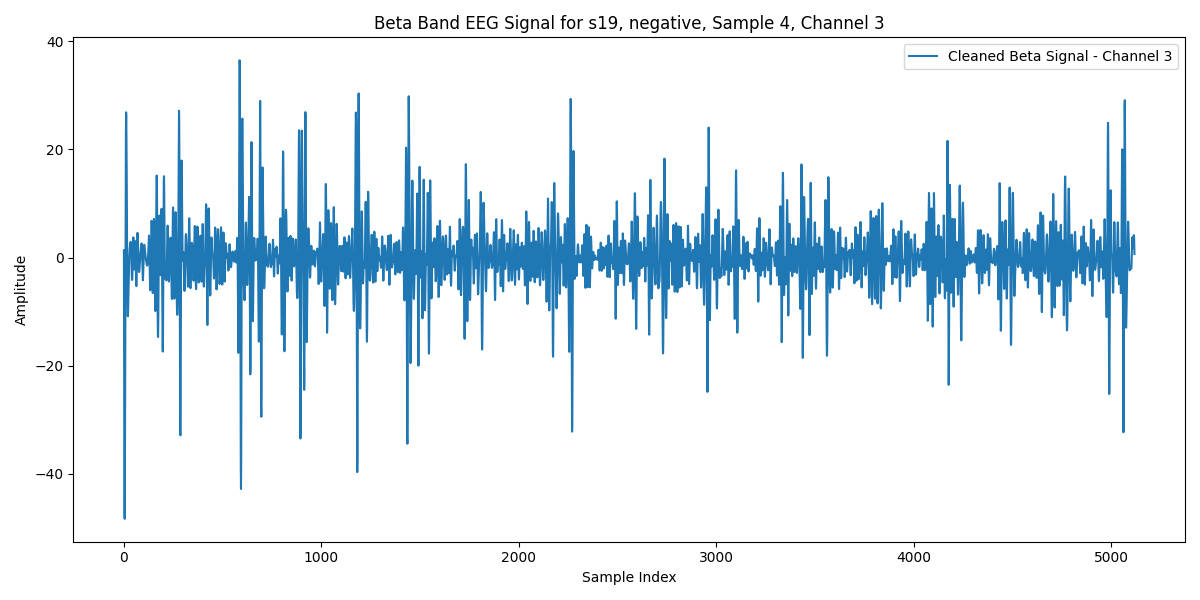 Beta Band EEG Signal for s19, negative, Sample 4, Channel 3
Cleaned Beta Signal - Channel 3
40
20
0
−20
−40
Amplitude
0 1000 2000 3000 4000 5000
Sample Index